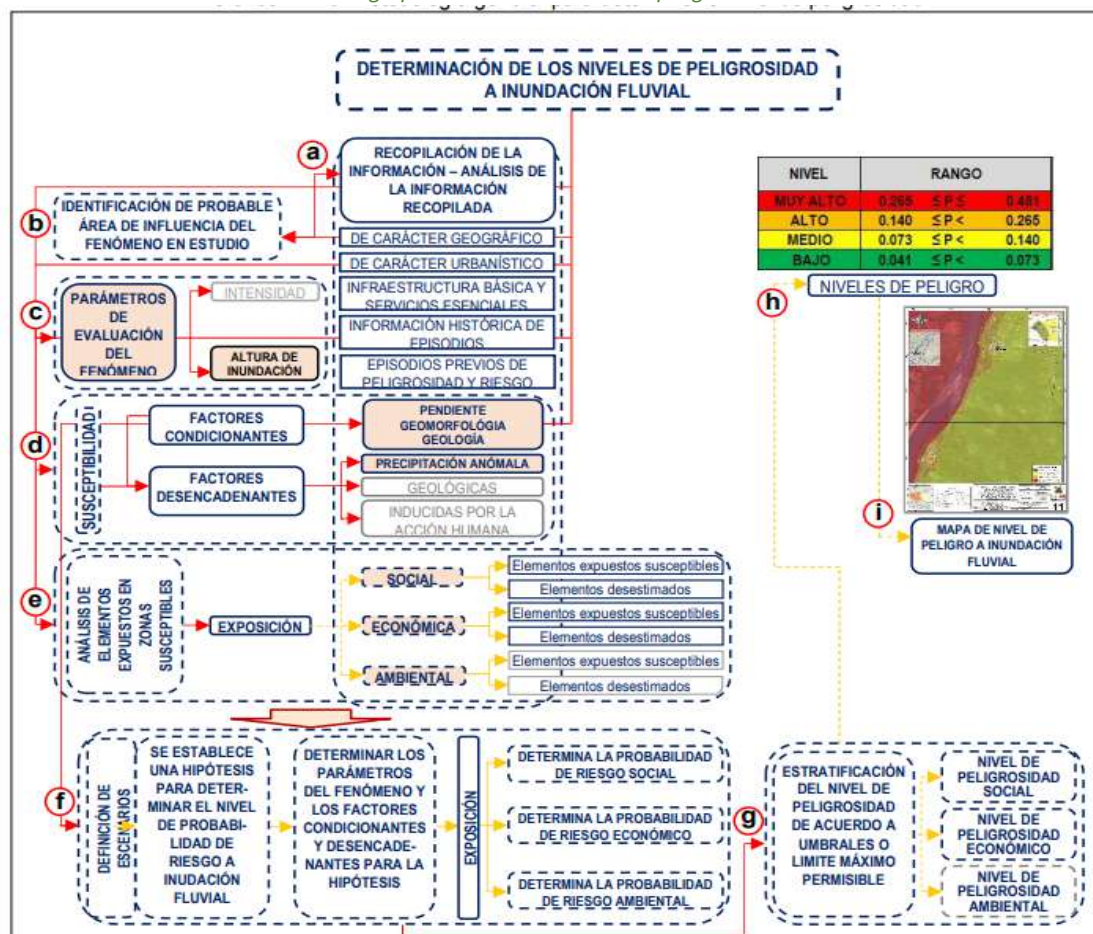 DETERMINACIÓN DE LOS NIVELES DE PELIGROSIDAD
A INUNDACIÓN FLUVIAL
a
RECOPILACIÓN DE LA
INFORMACIÓN – ANÁLISIS DE
LA INFORMACIÓN
RECOPILADA
b
IDENTIFICACIÓN DE PROBABLE
ÁREA DE INFLUENCIA DEL
FENÓMENO EN ESTUDIO
DE CARÁCTER GEOGRÁFICO
DE CARÁCTER URBANÍSTICO
INFRAESTRUCTURA BÁSICA Y
SERVICIOS ESENCIALES
INFORMACIÓN HISTÓRICA DE
EPISODIOS
EPISODIOS PREVIOS DE
PELIGROSIDAD Y RIESGO
c
PARÁMETROS
DE
EVALUACIÓN
DEL
FENÓMENO
INTENSIDAD
ALTURA DE
INUNDACIÓN
d
SUSCEPTIBILIDAD
FACTORES
CONDICIONANTES
FACTORES
DESENCADENANTES
PENDIENTE
GEOMORFOLÓGIA
GEOLOGÍA
PRECIPITACIÓN ANÓMALA
GEOLÓGICAS
INDUCIDAS POR LA
ACCIÓN HUMANA
e
ANÁLISIS DE
ELEMENTOS
EXPUESTOS EN
ZONAS
SUSCEPTIBLES
EXPOSICIÓN
SOCIAL
Elementos expuestos susceptibles
Elementos desestimados
ECONÓMICA
Elementos expuestos susceptibles
Elementos desestimados
AMBIENTAL
Elementos expuestos susceptibles
Elementos desestimados
f
DEFINICIÓN DE
ESCENARIOS
SE ESTABLECE
UNA HIPÓTESIS
PARA DETER-
MINAR EL NIVEL
DE PROBABI-
LIDAD DE
RIESGO A
INUDACIÓN
FLUVIAL
DETERMINAR LOS
PARÁMETROS
DEL FENÓMENO Y
LOS FACTORES
CONDICIONANTES
Y DESENCADE-
NANTES PARA LA
HIPÓTESIS
EXPOSICIÓN
DETERMINA LA PROBABILIDAD
DE RIESGO SOCIAL
DETERMINA LA PROBABILIDAD
DE RIESGO ECONÓMICO
DETERMINA LA PROBABILIDAD
DE RIESGO AMBIENTAL
g
ESTRATIFICACIÓN
DEL NIVEL DE
PELIGROSIDAD
DE ACUERDO A
UMBRALES O
LIMITE MÁXIMO
PERMISIBLE
NIVEL DE
PELIGROSIDAD
SOCIAL
NIVEL DE
PELIGROSIDAD
ECONÓMICO
NIVEL DE
PELIGROSIDAD
AMBIENTAL
NIVEL RANGO
MUY ALTO 0.265 ≤ P ≤ 0.481
ALTO 0.140 ≤ P < 0.265
MEDIO 0.073 ≤ P < 0.140
BAJO 0.041 ≤ P < 0.073
h
NIVELES DE PELIGRO
11
i
MAPA DE NIVEL DE
PELIGRO A INUNDACIÓN
FLUVIAL